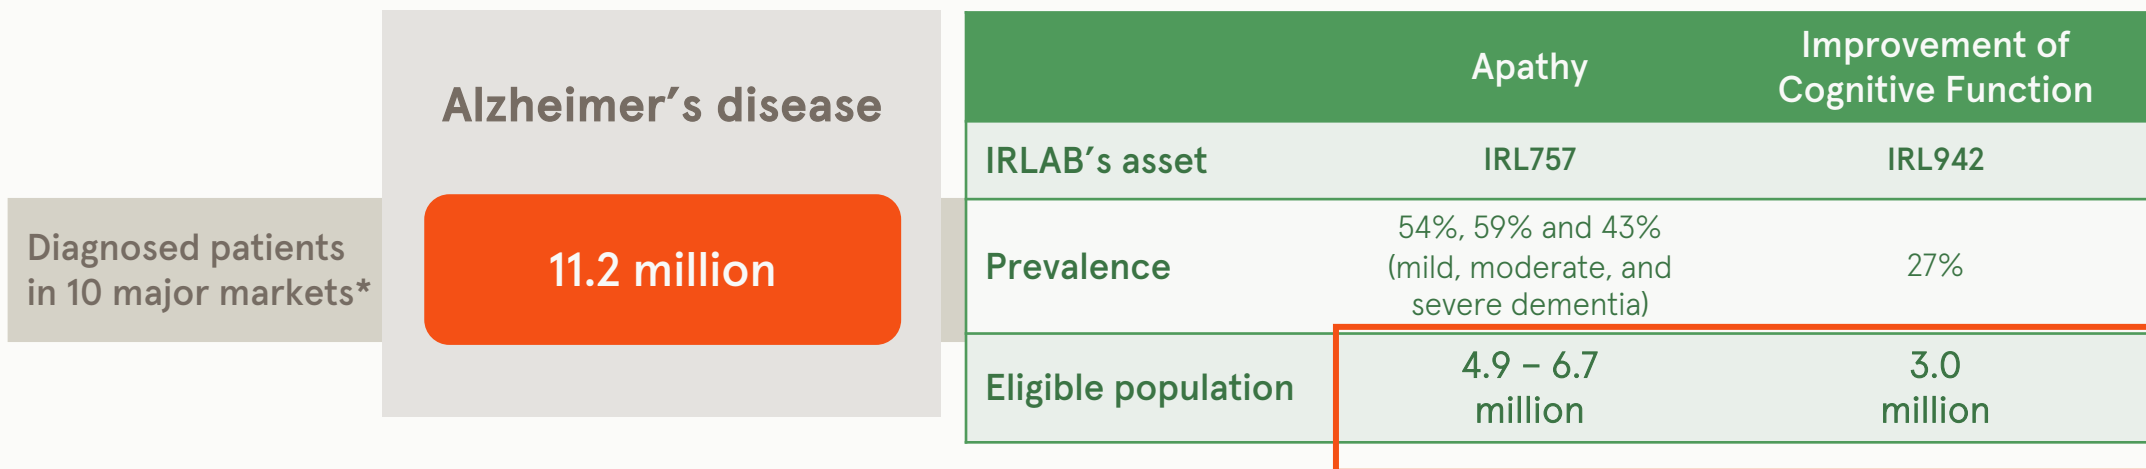 Alzheimer's disease
Diagnosed patients
in 10 major markets*
11.2 million
Apathy
Improvement of
Cognitive Function
IRLAB's asset
IRL757
IRL942
Prevalence
54%, 59% and 43%
(mild, moderate, and
severe dementia)
27%
Eligible population
4.9 – 6.7
million
3.0
million